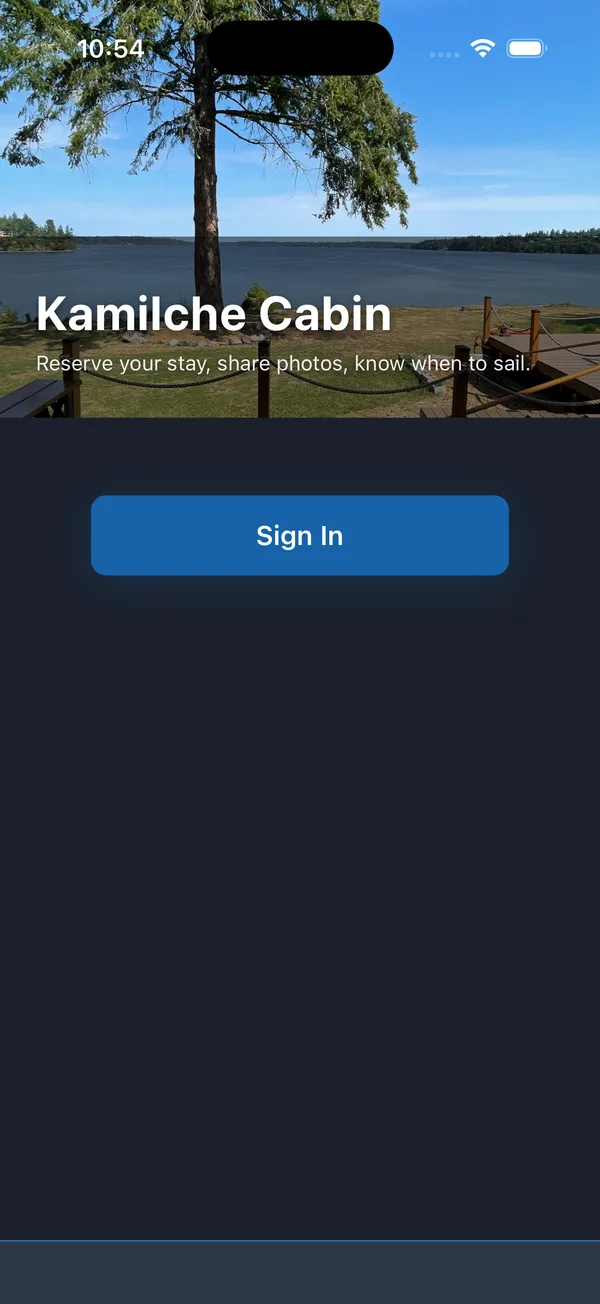 10:54
Kamilche Cabin
Reserve your stay, share photos, know when to sail.
Sign In